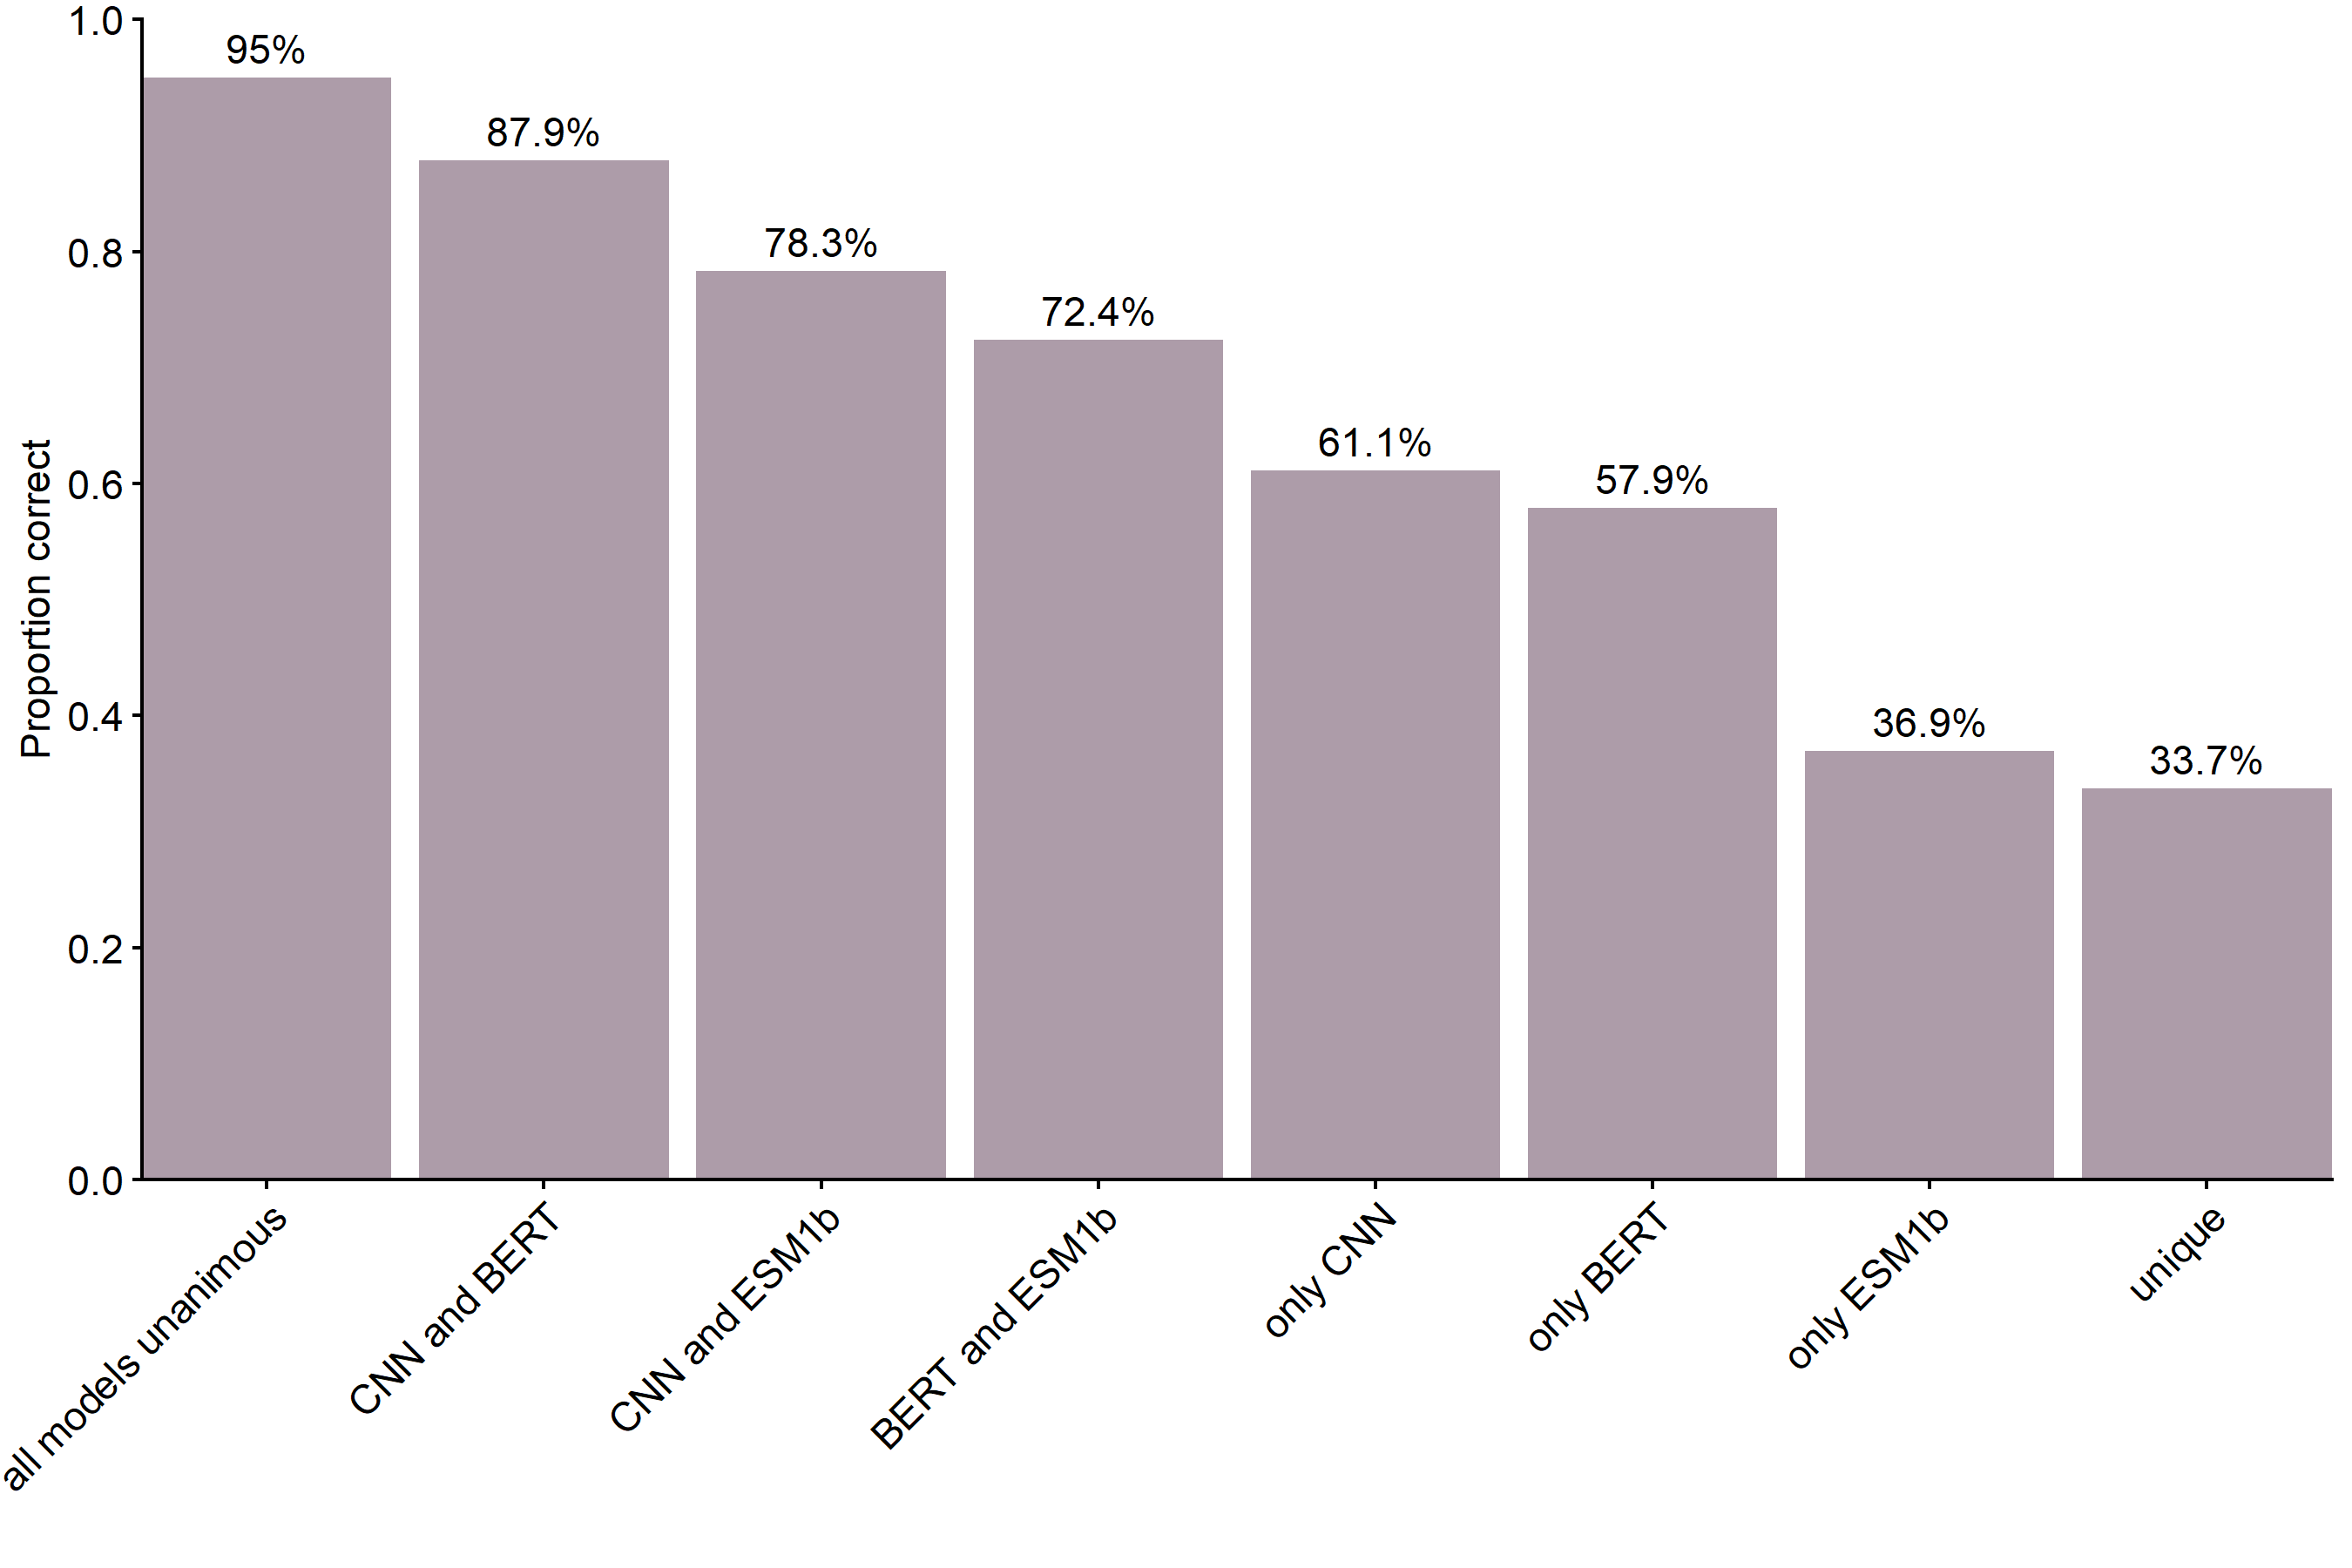 Proportion correct
1.0
0.8
0.6
0.4
0.2
0.0
95%
87.9%
78.3%
72.4%
61.1%
57.9%
36.9%
33.7%
all models unanimous
CNN and BERT
CNN and ESM1b
BERT and ESM1b
only CNN
only BERT
only ESM1b
unique